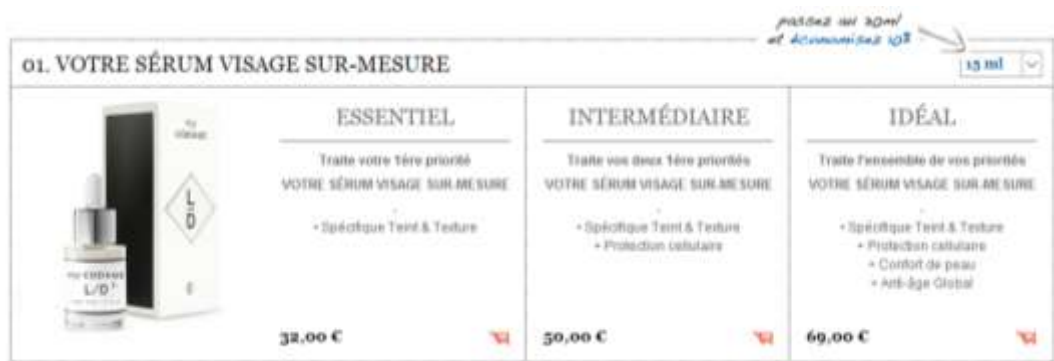 passez au 30ml
et économisez 10%
01. VOTRE SÉRUM VISAGE SUR-MESURE
15 ml
ESSENTIEL
Traite votre 1ère priorité
VOTRE SÉRUM VISAGE SUR-MESURE
• Spécifique Teint & Texture
32,00 €
INTERMÉDIAIRE
Traite vos deux 1ère priorités
VOTRE SÉRUM VISAGE SUR-MESURE
• Spécifique Teint & Texture
• Protection cellulaire
50,00 €
IDÉAL
Traite l'ensemble de vos priorités
VOTRE SÉRUM VISAGE SUR-MESURE
• Spécifique Teint & Texture
• Protection cellulaire
• Confort de peau
• Anti-âge Global
69,00 €
L/D
L/D